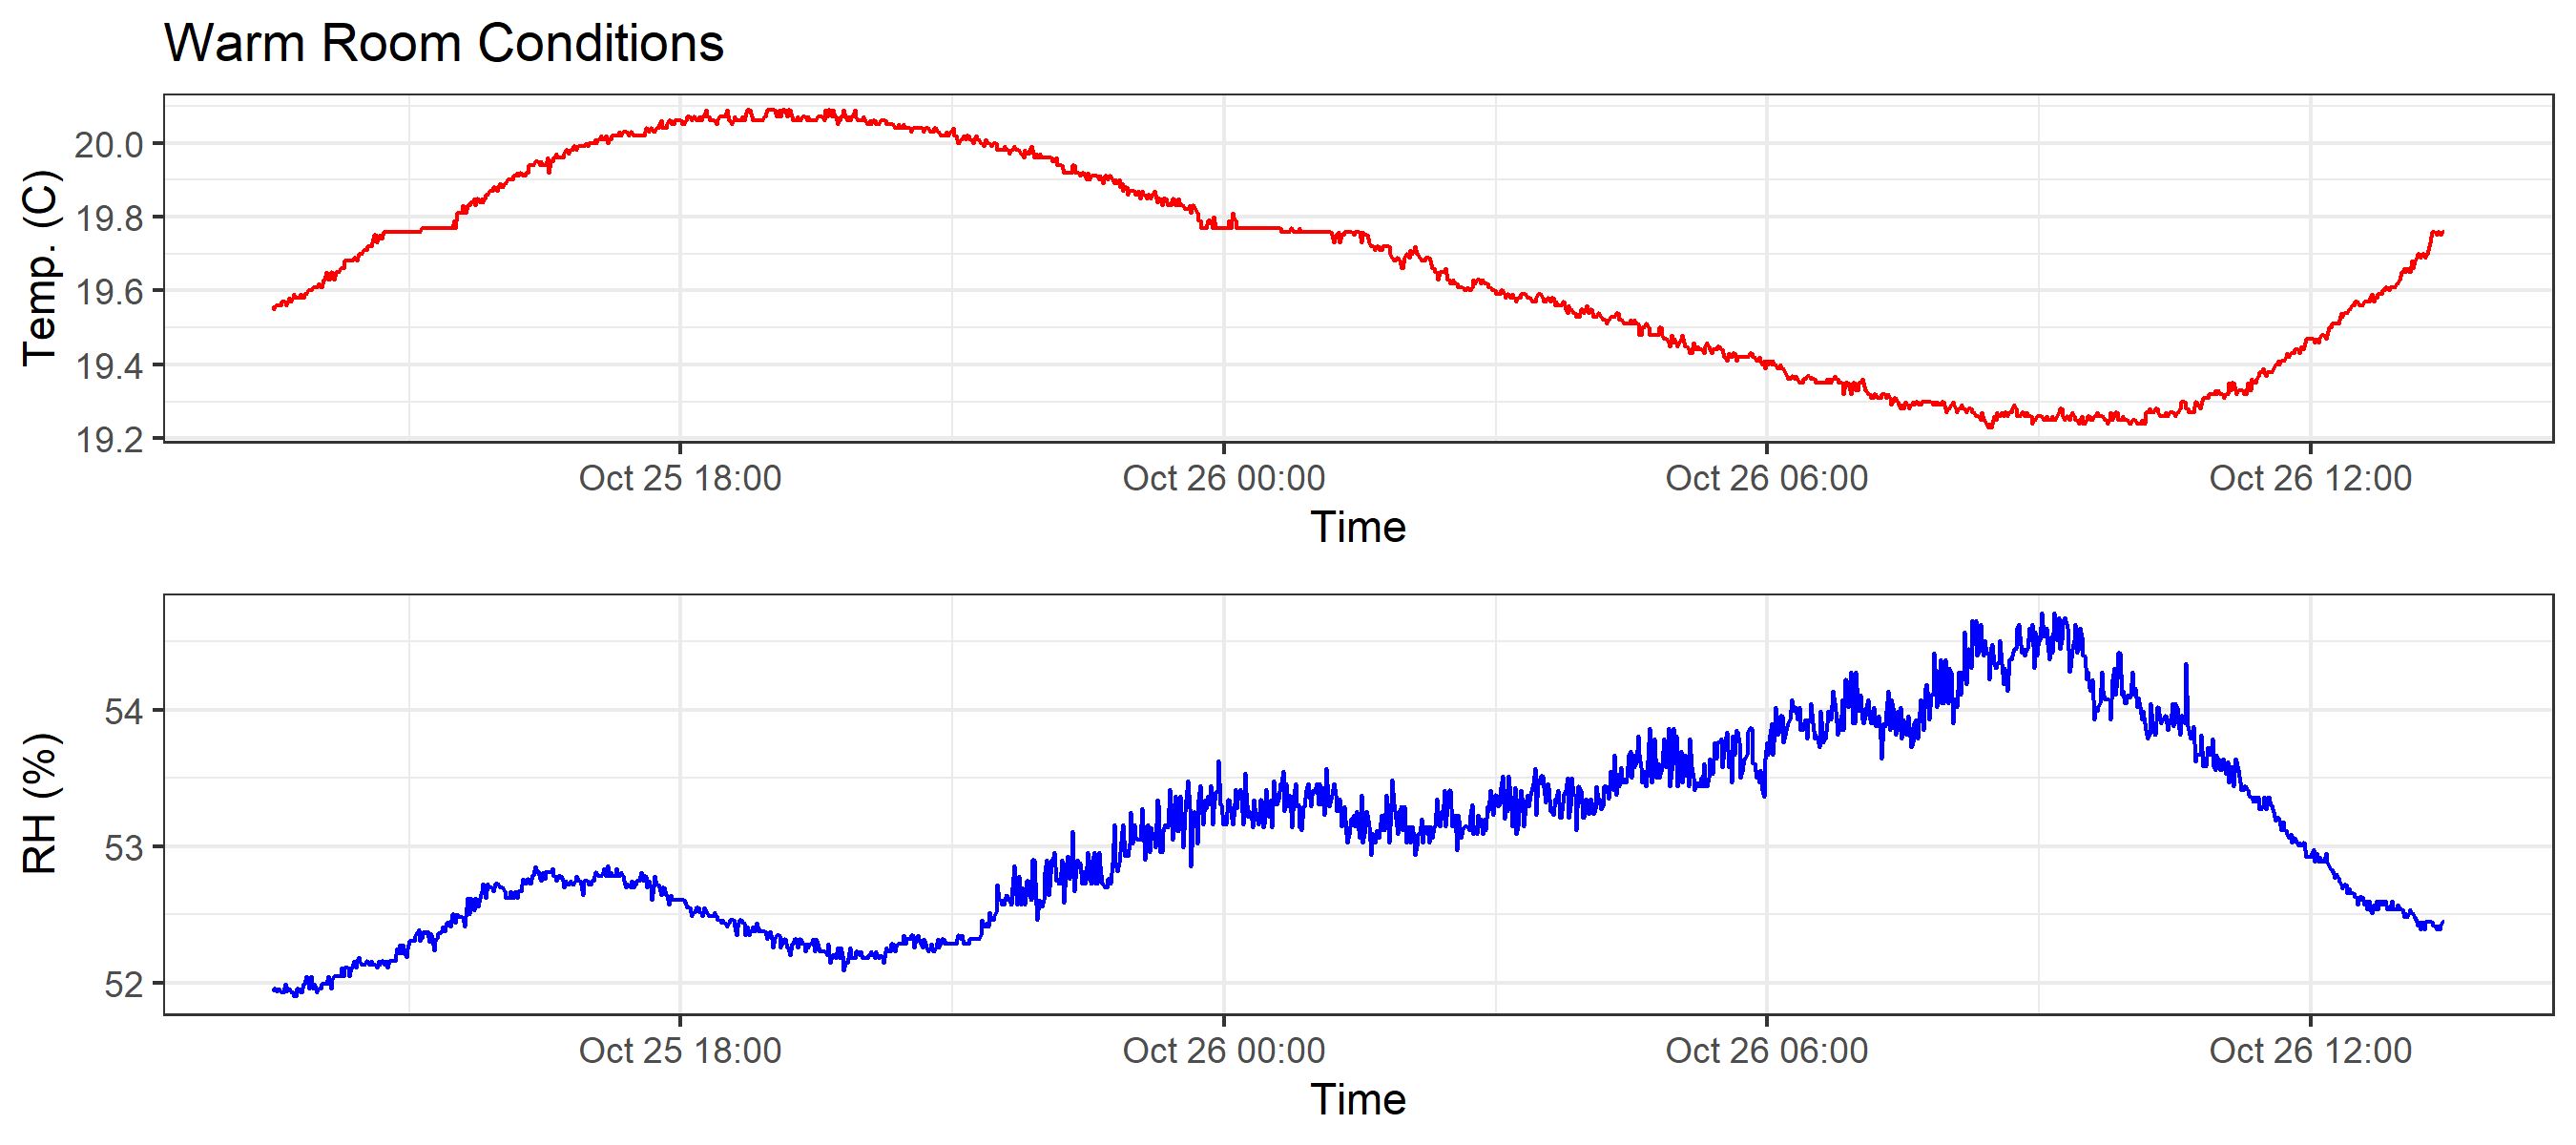 Warm Room Conditions
Temp. (C)
20.0
19.8
19.6
19.4
19.2
Oct 25 18:00 Oct 26 00:00 Oct 26 06:00 Oct 26 12:00
Time
RH (%)
54
53
52
Oct 25 18:00 Oct 26 00:00 Oct 26 06:00 Oct 26 12:00
Time